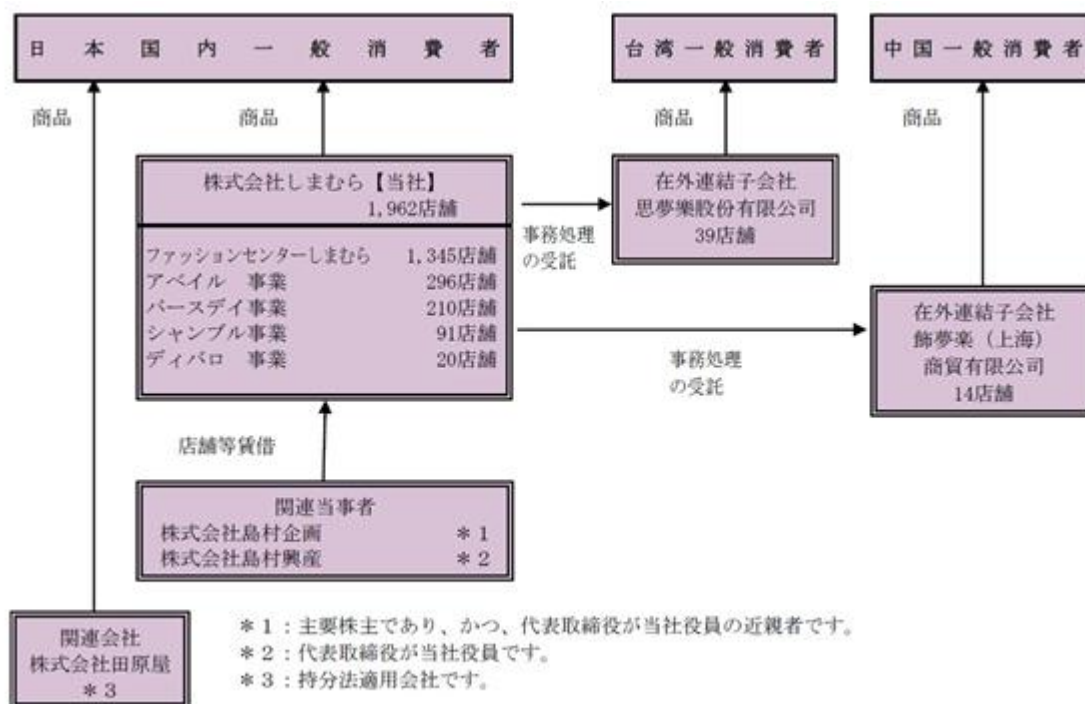 日本国内一般消費者
台湾一般消費者
中国一般消費者
商品
商品
商品
商品
株式会社しまむら【当社】
1,962店舗
ファッションセンターしまむら 1,345店舗
アベイル 事業 296店舗
バースデイ事業 210店舗
シャンブル事業 91店舗
ディバロ 事業 20店舗
事務処理
の受託
在外連結子会社
思夢樂股份有限公司
39店舗
事務処理
の受託
在外連結子会社
飾夢楽（上海）
商貿有限公司
14店舗
店舗等賃借
関連当事者
株式会社島村企画 ＊1
株式会社島村興産 ＊2
関連会社
株式会社田原屋
＊3
＊1：主要株主であり、かつ、代表取締役が当社役員の近親者です。
＊2：代表取締役が当社役員です。
＊3：持分法適用会社です。